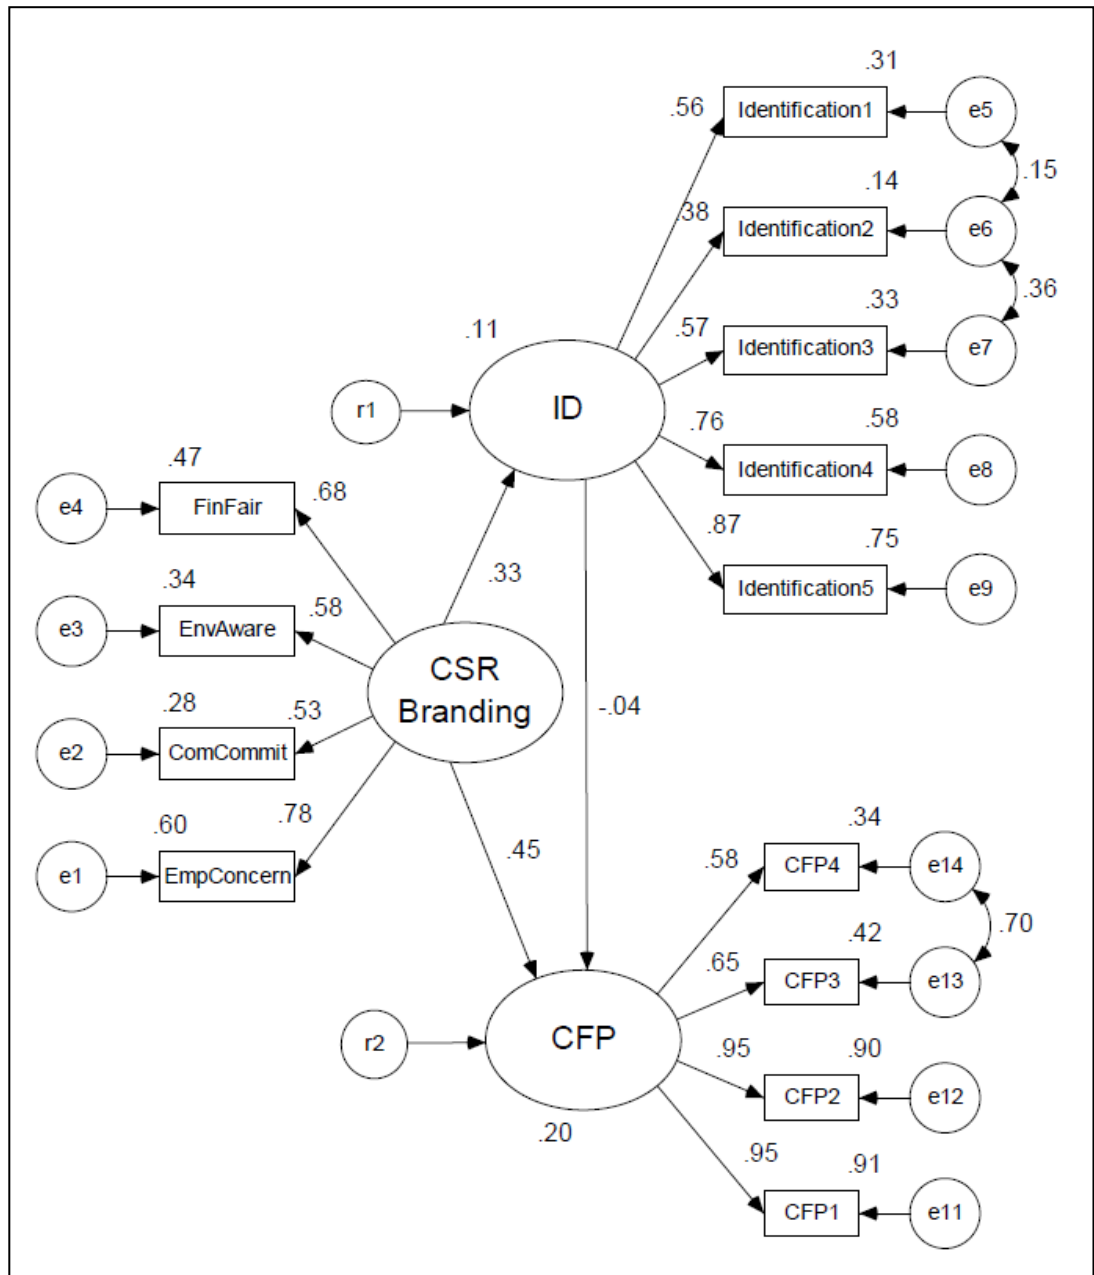 .31
.56
Identification1
e5
.15
.14
.38
Identification2
e6
.36
.33
.11
.57
Identification3
e7
r1
ID
.76
.58
Identification4
e8
.47
e4
FinFair
.68
.87
.75
.33
Identification5
e9
.34
.58
e3
EnvAware
CSR
Branding
.28
.53
-.04
e2
ComCommit
.60
.78
.45
e1
EmpConcern
.34
.58
CFP4
e14
.70
.42
.65
CFP3
e13
r2
CFP
.95
.90
CFP2
e12
.20
.95
.91
CFP1
e11